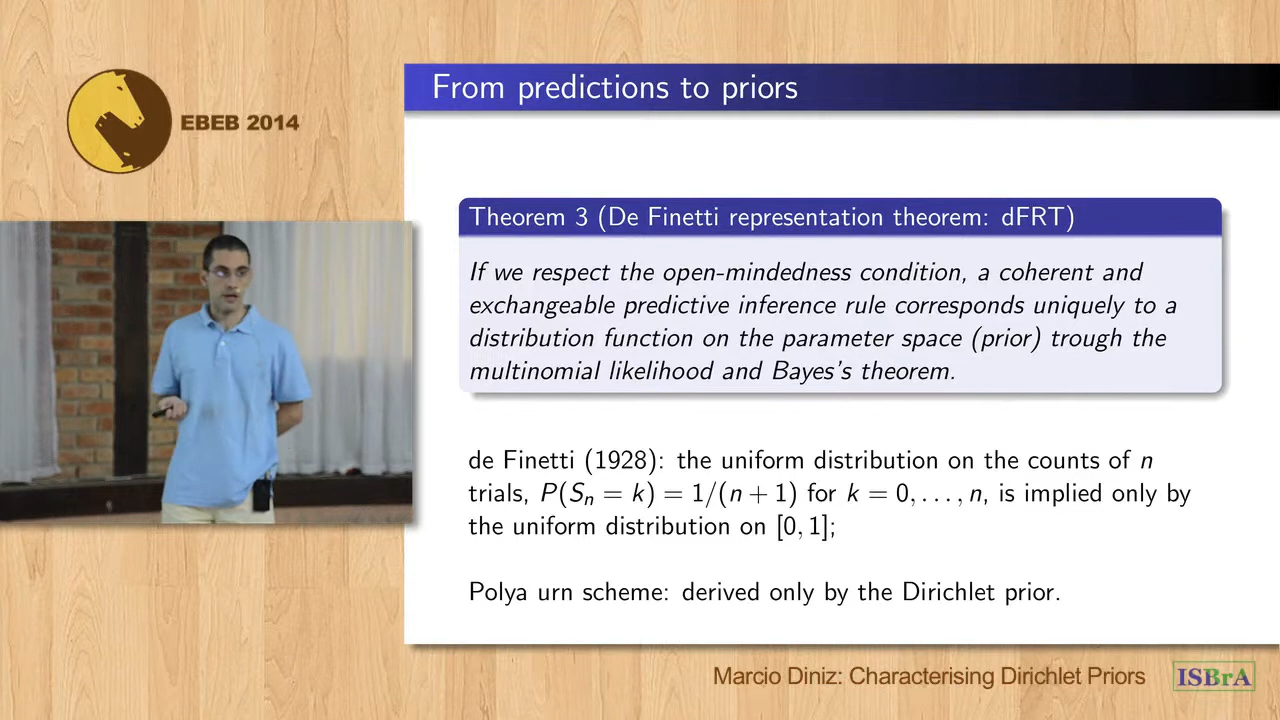 EBEB 2014
From predictions to priors
Theorem 3 (De Finetti representation theorem: dFRT)
If we respect the open-mindedness condition, a coherent and
exchangeable predictive inference rule corresponds uniquely to a
distribution function on the parameter space (prior) trough the
multinomial likelihood and Bayes's theorem.
de Finetti (1928): the uniform distribution on the counts of n
trials, P(Sₙ = k) = 1/(n + 1) for k = 0, . . . , n, is implied only by
the uniform distribution on [0, 1];
Polya urn scheme: derived only by the Dirichlet prior.
Marcio Diniz: Characterising Dirichlet Priors
ISBrA